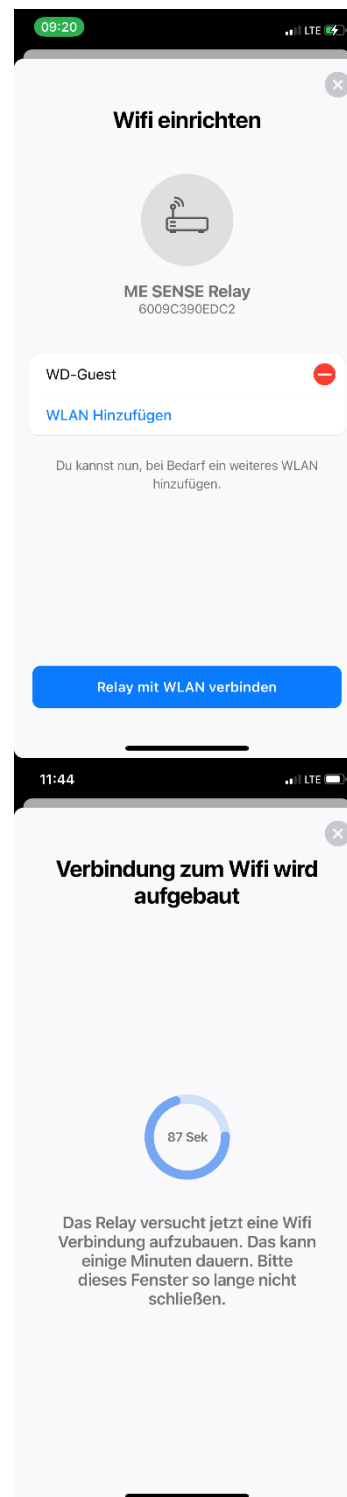 09:20
LTE
Wifi einrichten
ME SENSE Relay
6009C390EDC2
WD-Guest
WLAN Hinzufügen
Du kannst nun, bei Bedarf ein weiteres WLAN
hinzufügen.
Relay mit WLAN verbinden
11:44
LTE
Verbindung zum Wifi wird
aufgebaut
87 Sek
Das Relay versucht jetzt eine Wifi
Verbindung aufzubauen. Das kann
einige Minuten dauern. Bitte
dieses Fenster so lange nicht
schließen.